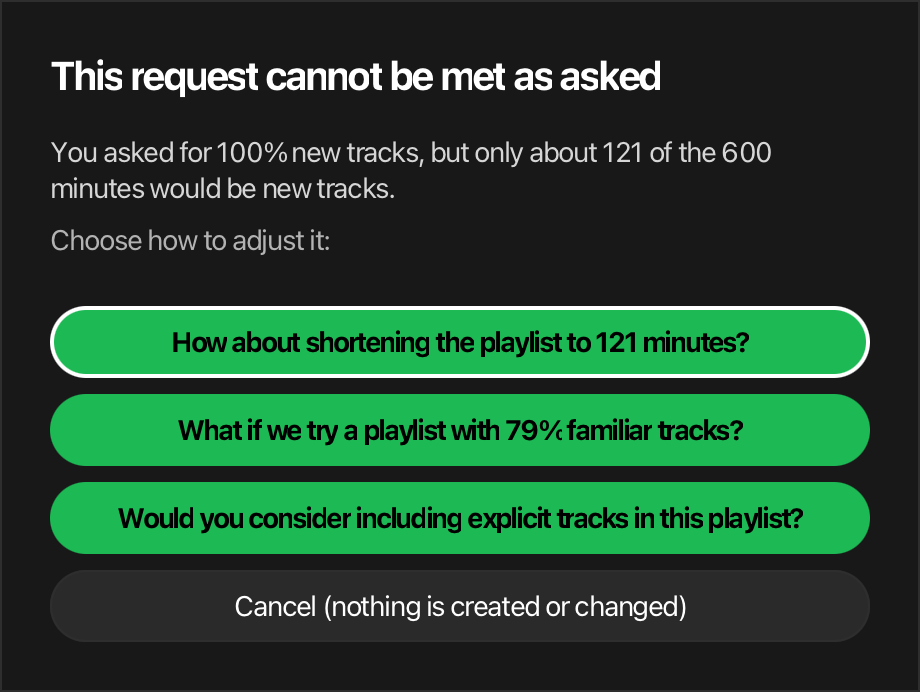 This request cannot be met as asked
You asked for 100% new tracks, but only about 121 of the 600
minutes would be new tracks.
Choose how to adjust it:
How about shortening the playlist to 121 minutes?
What if we try a playlist with 79% familiar tracks?
Would you consider including explicit tracks in this playlist?
Cancel (nothing is created or changed)